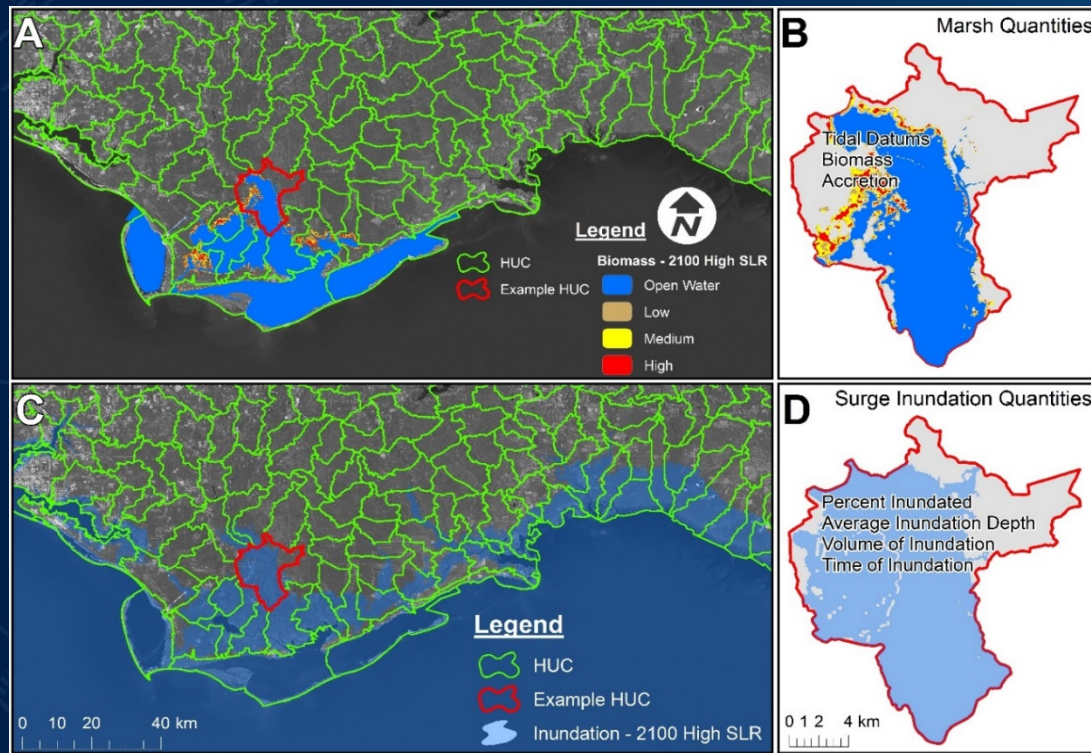 A
N
Legend
HUC
Example HUC
Biomass - 2100 High SLR
Open Water
Low
Medium
High
B
Marsh Quantities
Tidal Datums
Biomass
Accretion
C
Legend
HUC
Example HUC
Inundation - 2100 High SLR
0 10 20 40 km
D
Surge Inundation Quantities
Percent Inundated
Average Inundation Depth
Volume of Inundation
Time of Inundation
0 1 2 4 km